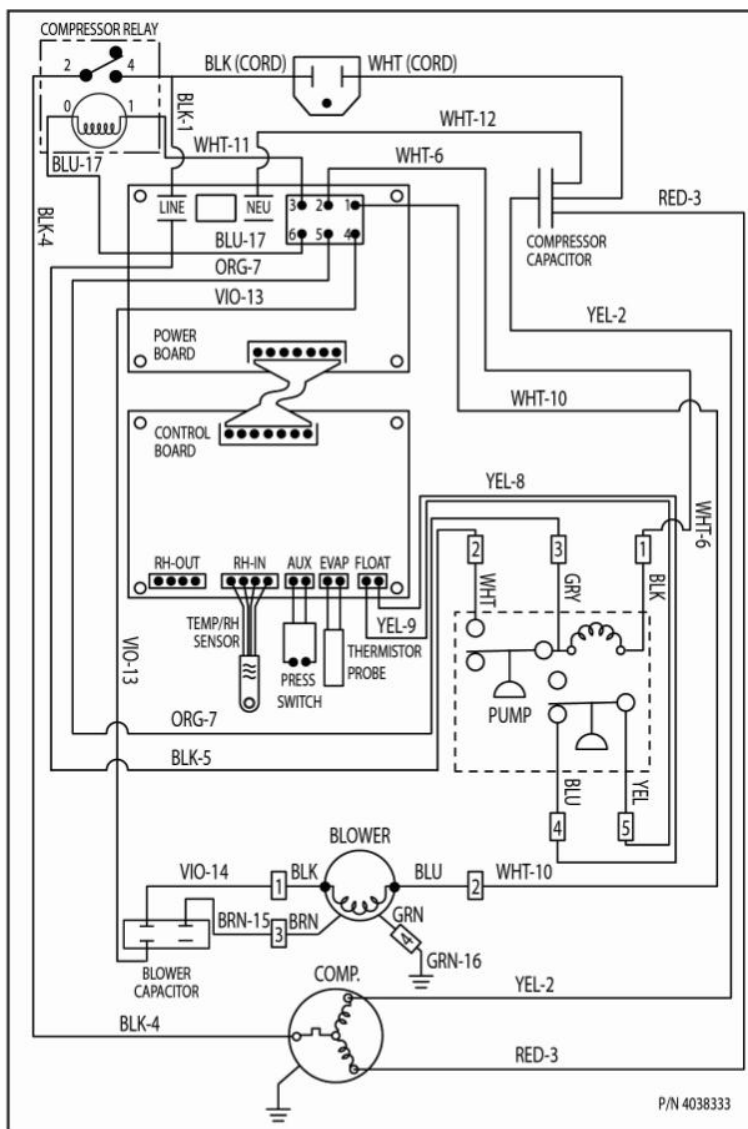 COMPRESSOR RELAY
2
4
0
1
BLK (CORD)
WHT (CORD)
BLK-1
WHT-11
WHT-12
WHT-6
RED-3
BLU-17
BLK-4
LINE
NEU
3 2 1
6 5 4
BLU-17
ORG-7
VIO-13
COMPRESSOR
CAPACITOR
YEL-2
POWER
BOARD
WHT-10
CONTROL
BOARD
YEL-8
WHT-6
2
3
1
WHT
GRY
BLK
RH-OUT
RH-IN
AUX
EVAP
FLOAT
YEL-9
TEMP/RH
SENSOR
PRESS
SWITCH
THERMISTOR
PROBE
VIO-13
PUMP
ORG-7
BLK-5
BLU
YEL
4
5
BLOWER
VIO-14
1
BLK
BLU
2
WHT-10
BRN-15
3
BRN
GRN
4
GRN-16
BLOWER
CAPACITOR
COMP.
YEL-2
BLK-4
RED-3
P/N 4038333